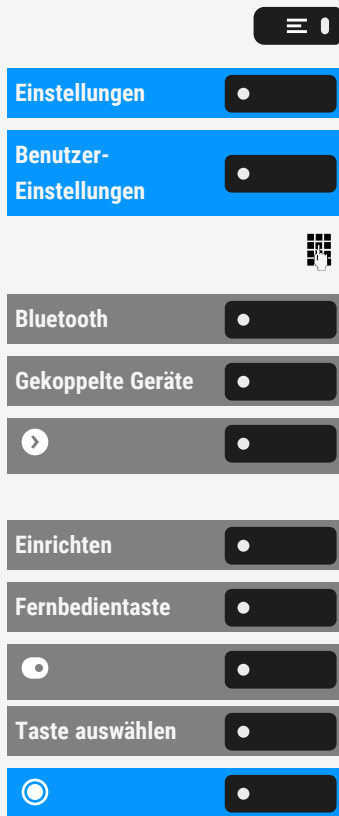 Einstellungen
Benutzer-
Einstellungen
Bluetooth
Gekoppelte Geräte
Einrichten
Fernbedientaste
Taste auswählen